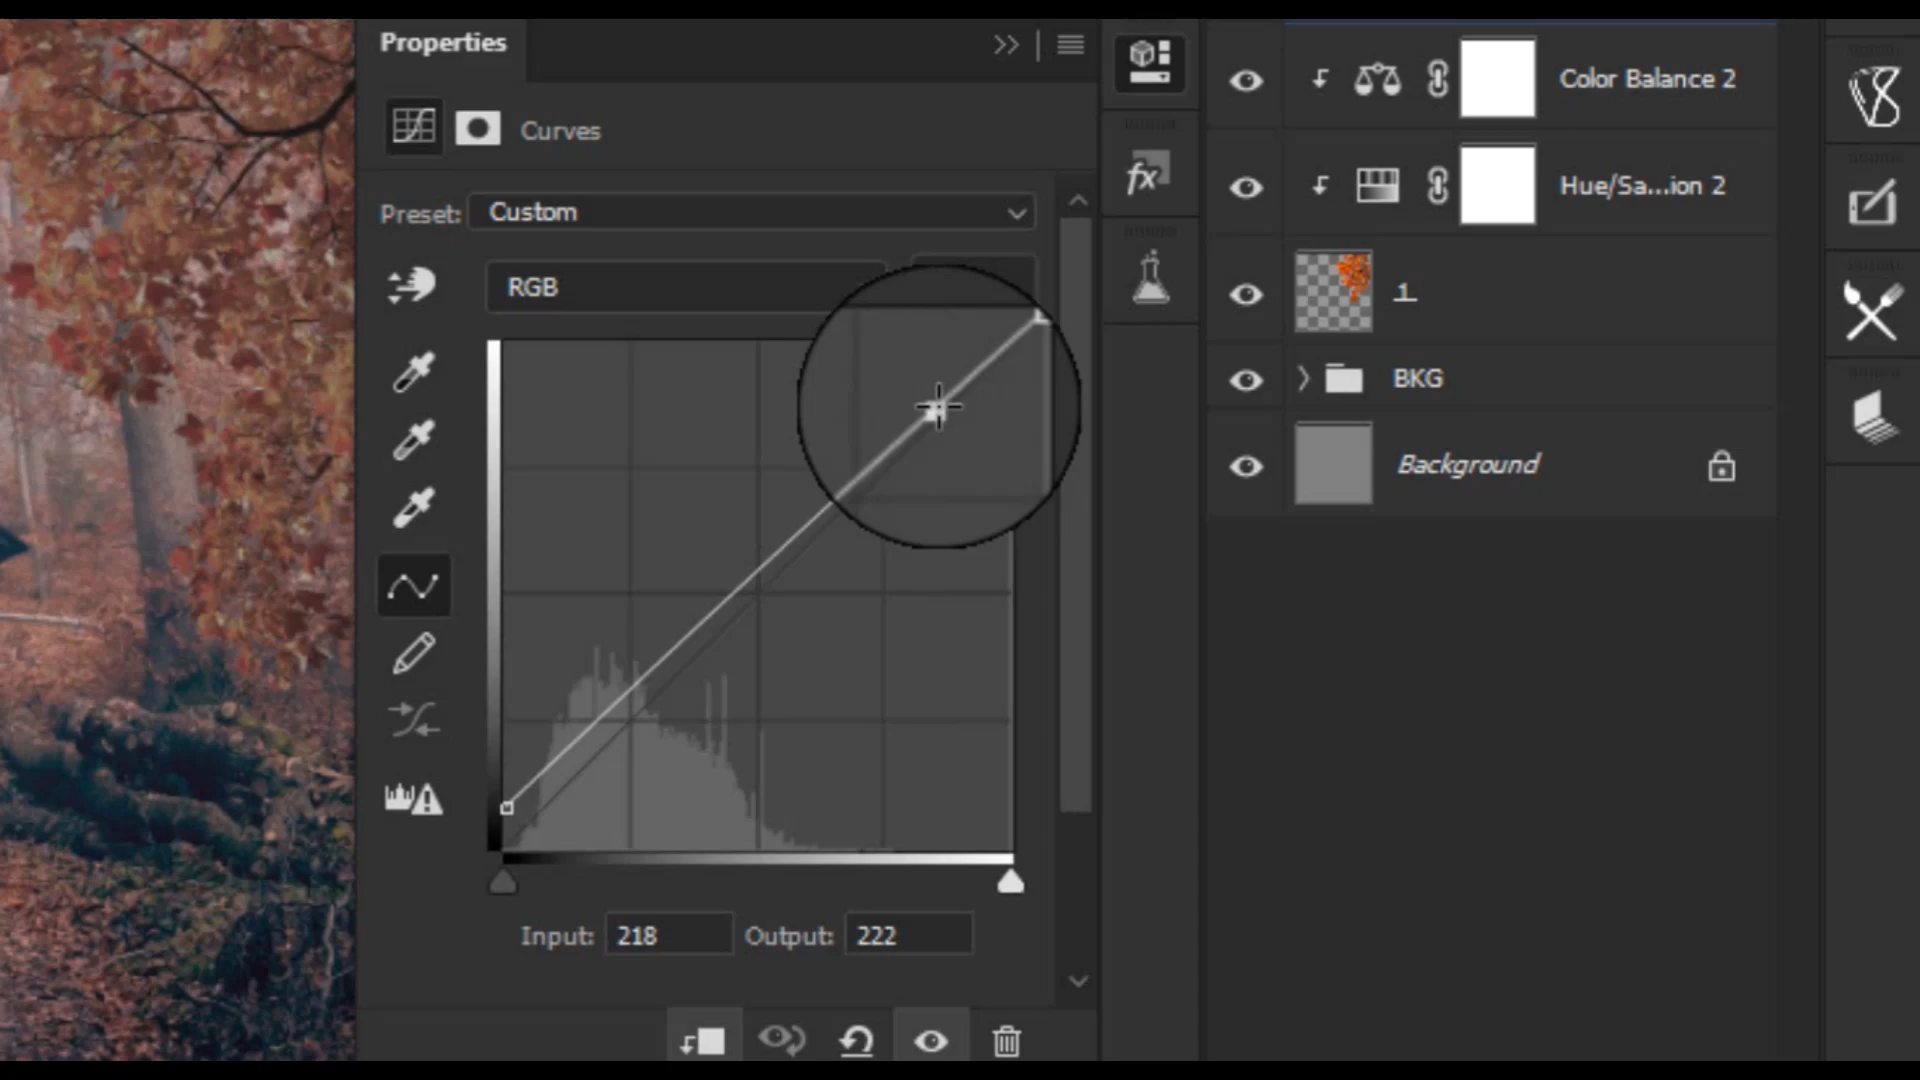 Properties
Curves
Preset: Custom
RGB
Input: 218 Output: 222
fx
Color Balance 2
Hue/Sa...ion 2
1
BKG
Background